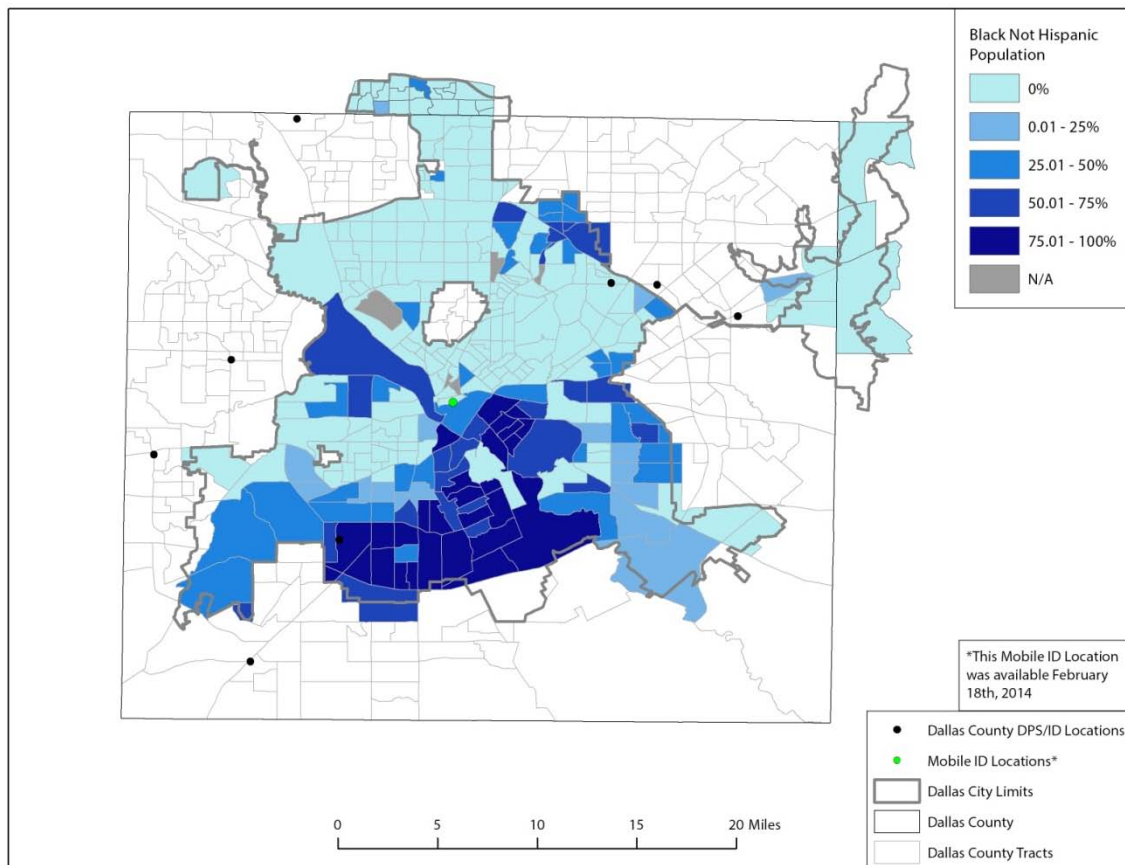 Black Not Hispanic
Population
0%
0.01 - 25%
25.01 - 50%
50.01 - 75%
75.01 - 100%
N/A
*This Mobile ID Location
was available February
18th, 2014
Dallas County DPS/ID Locations
Mobile ID Locations*
Dallas City Limits
Dallas County
Dallas County Tracts
0 5 10 15 20 Miles